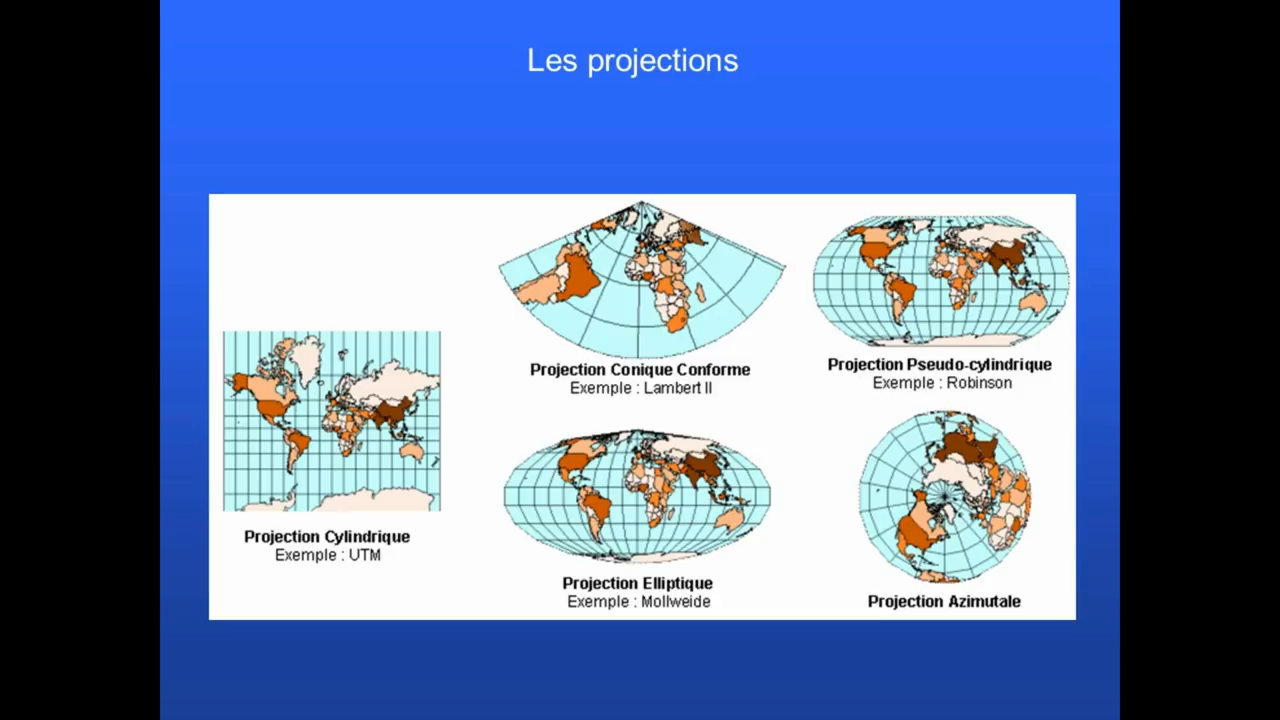 Les projections
Projection Cylindrique
Exemple : UTM
Projection Conique Conforme
Exemple : Lambert II
Projection Elliptique
Exemple : Mollweide
Projection Pseudo-cylindrique
Exemple : Robinson
Projection Azimutale